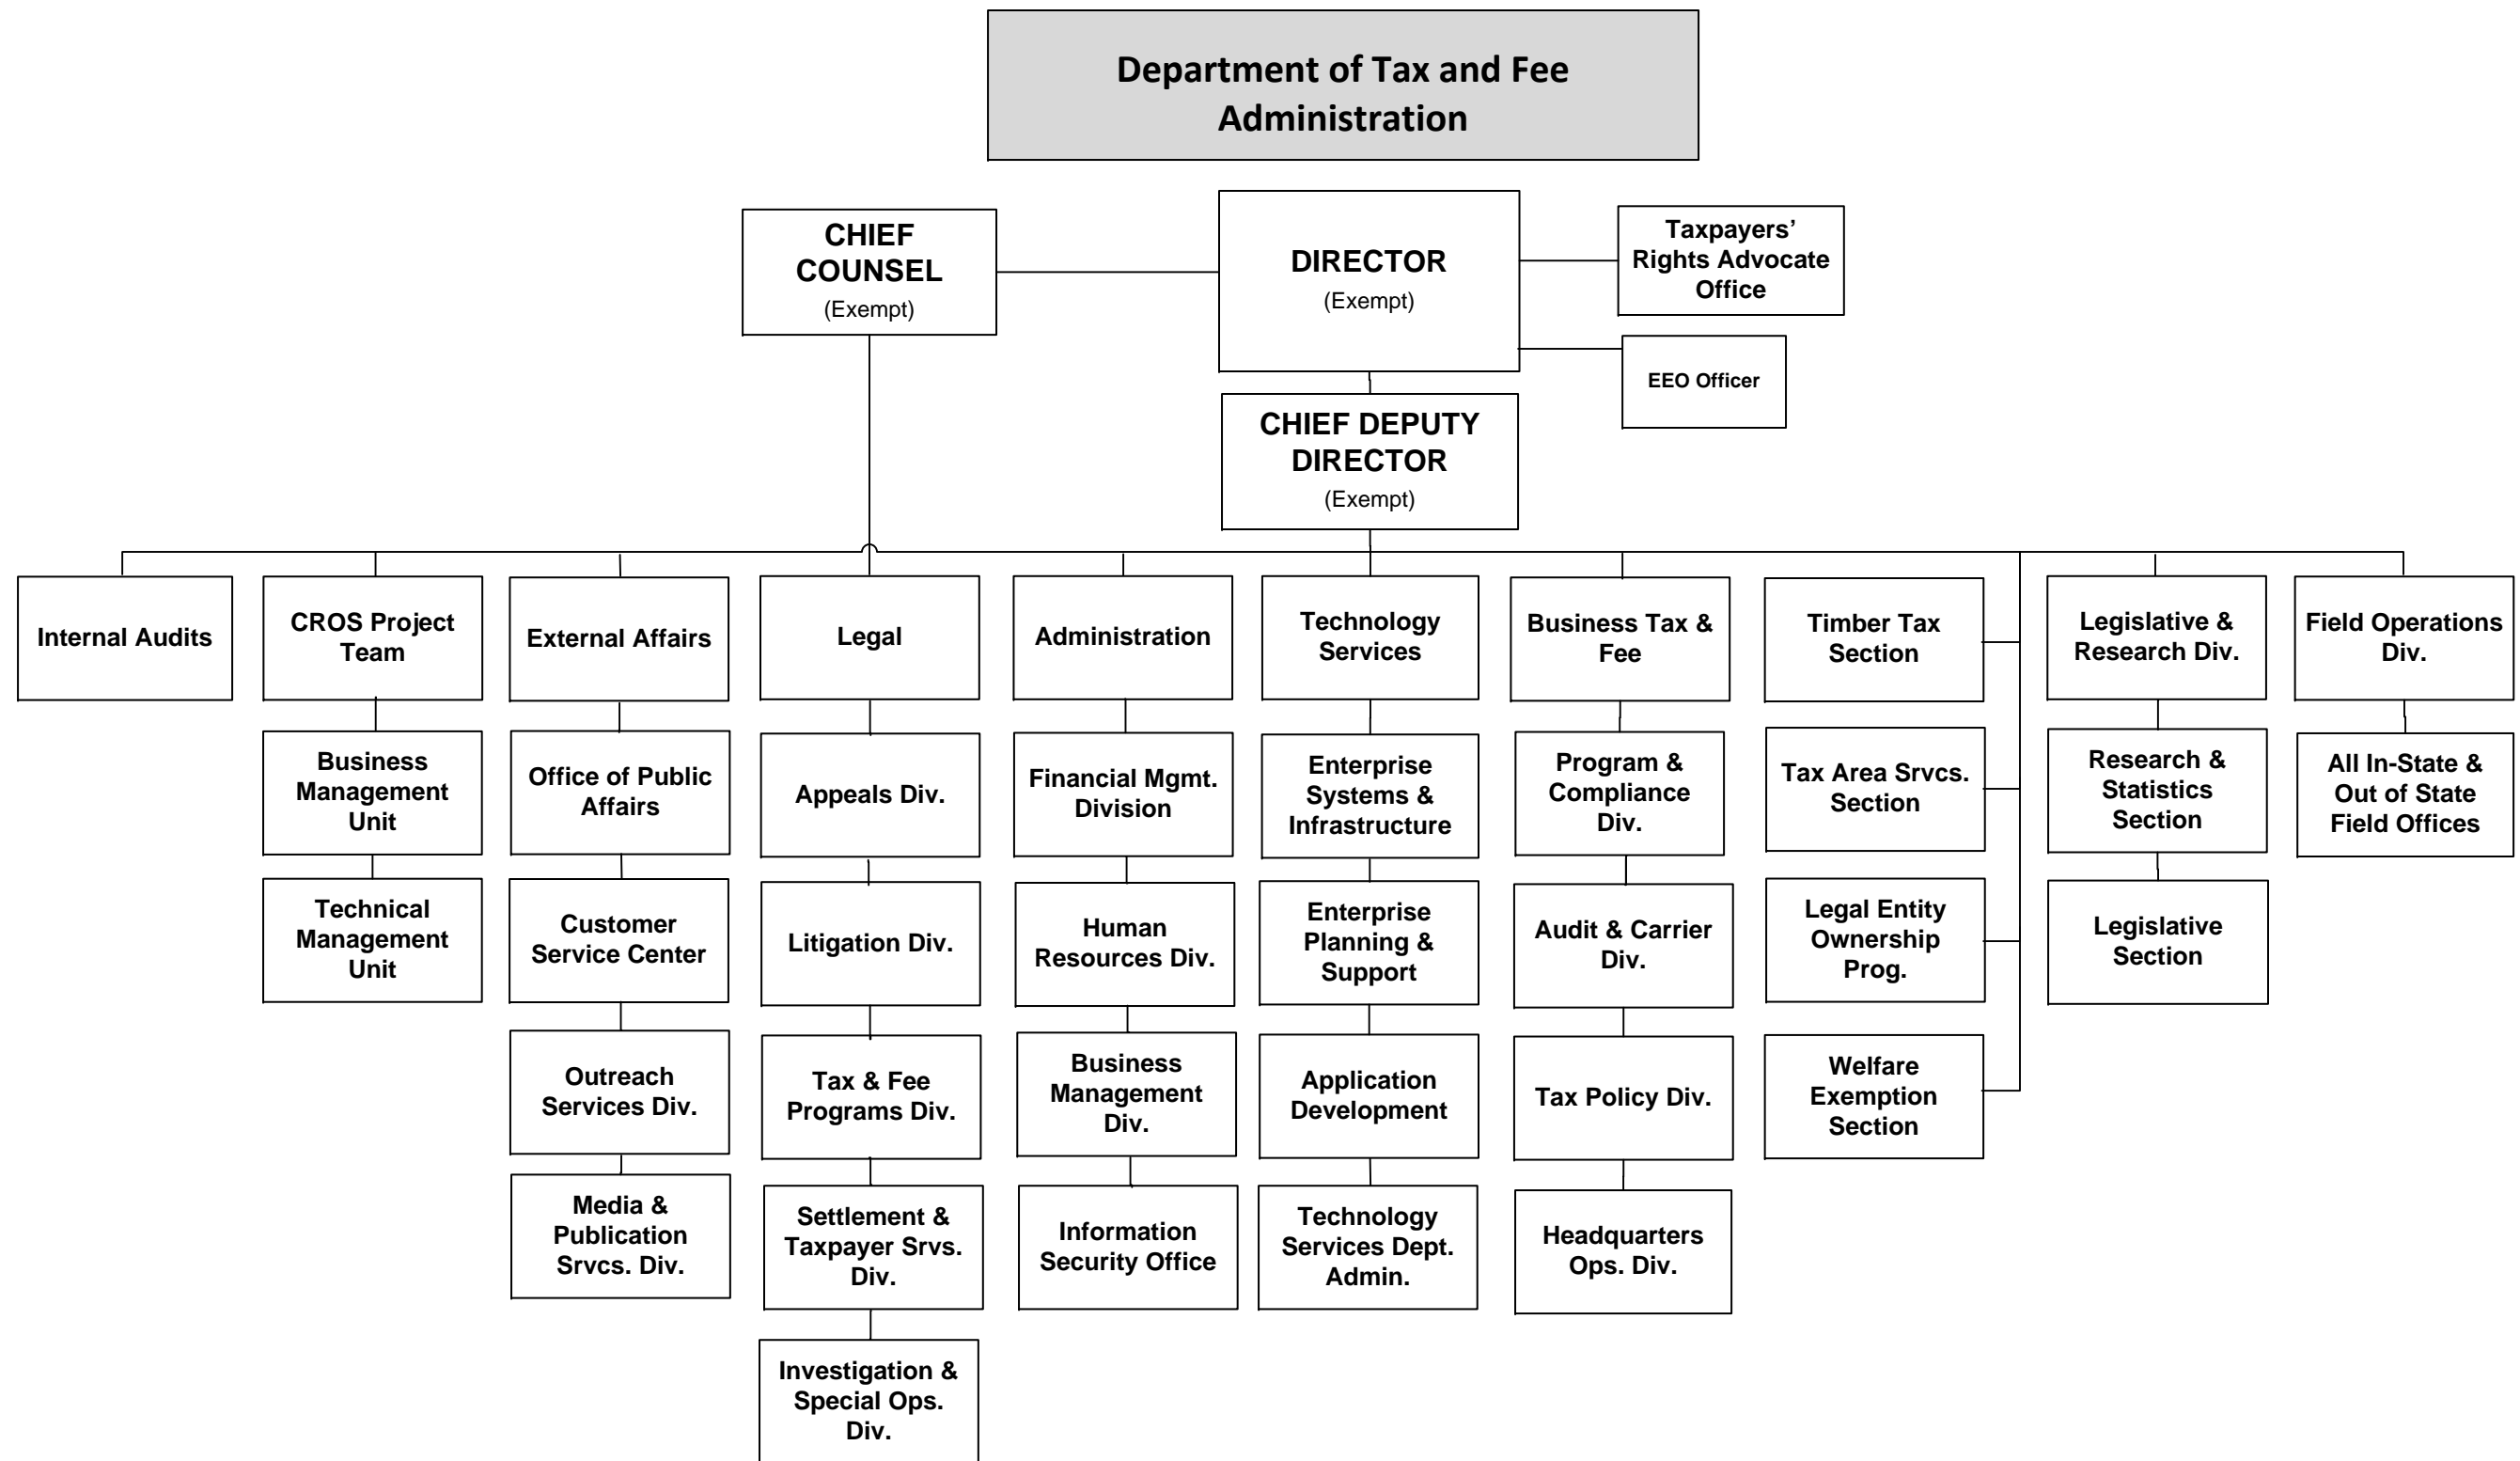 Department of Tax and Fee
Administration
CHIEF
COUNSEL
(Exempt)
DIRECTOR
(Exempt)
Taxpayers’
Rights Advocate
Office
EEO Officer
CHIEF DEPUTY
DIRECTOR
(Exempt)
Internal Audits
CROS Project
Team
Business
Management
Unit
Technical
Management
Unit
External Affairs
Office of Public
Affairs
Customer
Service Center
Outreach
Services Div.
Media &
Publication
Srvcs. Div.
Legal
Appeals Div.
Litigation Div.
Tax & Fee
Programs Div.
Settlement &
Taxpayer Srvs.
Div.
Investigation &
Special Ops.
Div.
Administration
Financial Mgmt.
Division
Human
Resources Div.
Business
Management
Div.
Information
Security Office
Technology
Services
Enterprise
Systems &
Infrastructure
Enterprise
Planning &
Support
Application
Development
Technology
Services Dept.
Admin.
Business Tax &
Fee
Program &
Compliance
Div.
Audit & Carrier
Div.
Tax Policy Div.
Headquarters
Ops. Div.
Timber Tax
Section
Tax Area Srvcs.
Section
Legal Entity
Ownership
Prog.
Welfare
Exemption
Section
Legislative &
Research Div.
Research &
Statistics
Section
Legislative
Section
Field Operations
Div.
All In-State &
Out of State
Field Offices